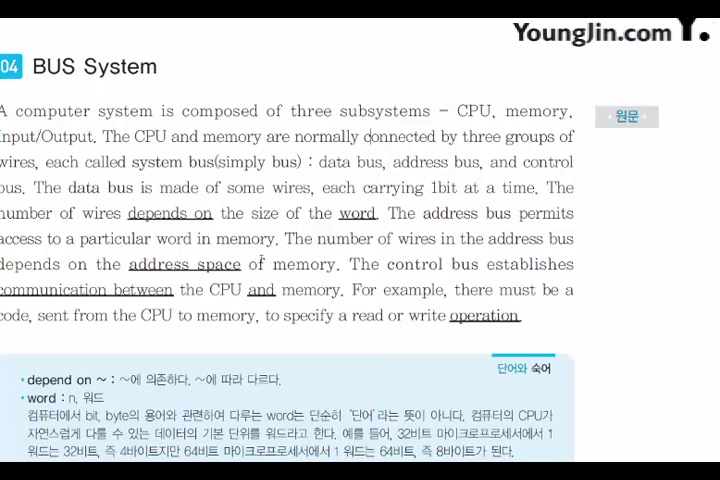 YoungJin.com Y.
04 BUS System
A computer system is composed of three subsystems - CPU, memory,
원문
Input/Output. The CPU and memory are normally connected by three groups of
wires, each called system bus(simply bus) : data bus, address bus, and control
bus. The data bus is made of some wires, each carrying 1bit at a time. The
number of wires depends on the size of the word. The address bus permits
access to a particular word in memory. The number of wires in the address bus
depends on the address space of memory. The control bus establishes
communication between the CPU and memory. For example, there must be a
code, sent from the CPU to memory, to specify a read or write operation.
단어와 숙어
• depend on ~ : ~에 의존하다. ~에 따라 다르다.
• word : n. 워드
컴퓨터에서 bit, byte의 용어와 관련하여 다루는 word는 단순히 '단어'라는 뜻이 아니다. 컴퓨터의 CPU가
자연스럽게 다룰 수 있는 데이터의 기본 단위를 워드라고 한다. 예를 들어, 32비트 마이크로프로세서에서 1
워드는 32비트, 즉 4바이트지만 64비트 마이크로프로세서에서 1 워드는 64비트, 즉 8바이트가 된다.